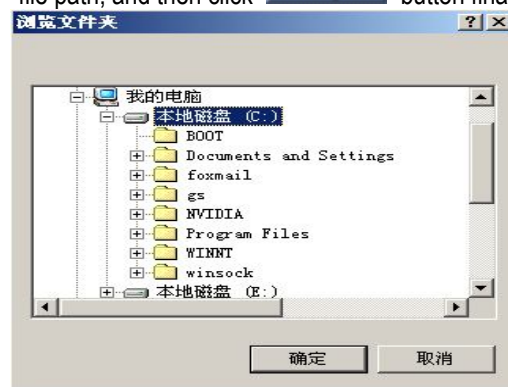 file path, and then click button fina
浏览文件夹
我的电脑
本地磁盘 (C:)
BOOT
Documents and Settings
foxmail
gs
NVIDIA
Program Files
WINNT
winsock
本地磁盘 (E:)
确定 取消